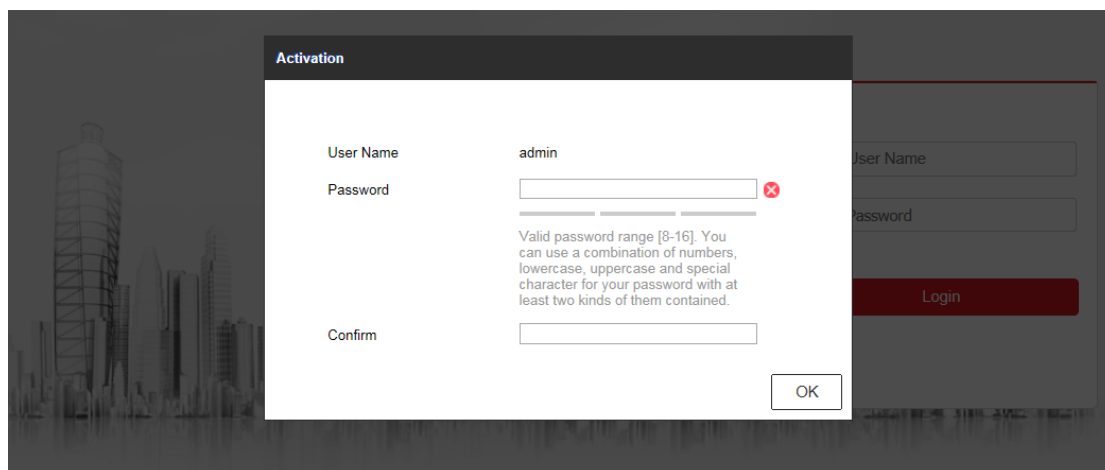 Activation
User Name admin
Password
Valid password range [8-16]. You
can use a combination of numbers,
lowercase, uppercase and special
character for your password with at
least two kinds of them contained.
Confirm
OK
User Name
Password
Login